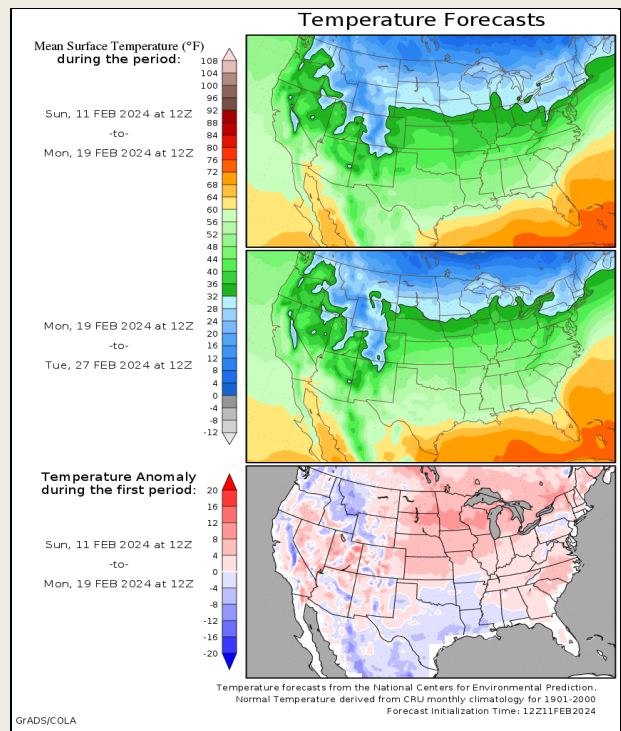 Temperature Forecasts
Mean Surface Temperature (°F)
during the period:
Sun, 11 FEB 2024 at 12Z
-to-
Mon, 19 FEB 2024 at 12Z
108
104
100
96
92
88
84
80
76
72
68
64
60
56
52
48
44
40
36
32
28
24
20
16
12
8
4
0
-4
-8
-12
Mon, 19 FEB 2024 at 12Z
-to-
Tue, 27 FEB 2024 at 12Z
Temperature Anomaly
during the first period:
Sun, 11 FEB 2024 at 12Z
-to-
Mon, 19 FEB 2024 at 12Z
20
16
12
8
4
0
-4
-8
-12
-16
-20
Temperature forecasts from the National Centers for Environmental Prediction.
Normal Temperature derived from CRU monthly climatology for 1901-2000
Forecast Initialization Time: 12Z11FEB2024
GrADS/COLA